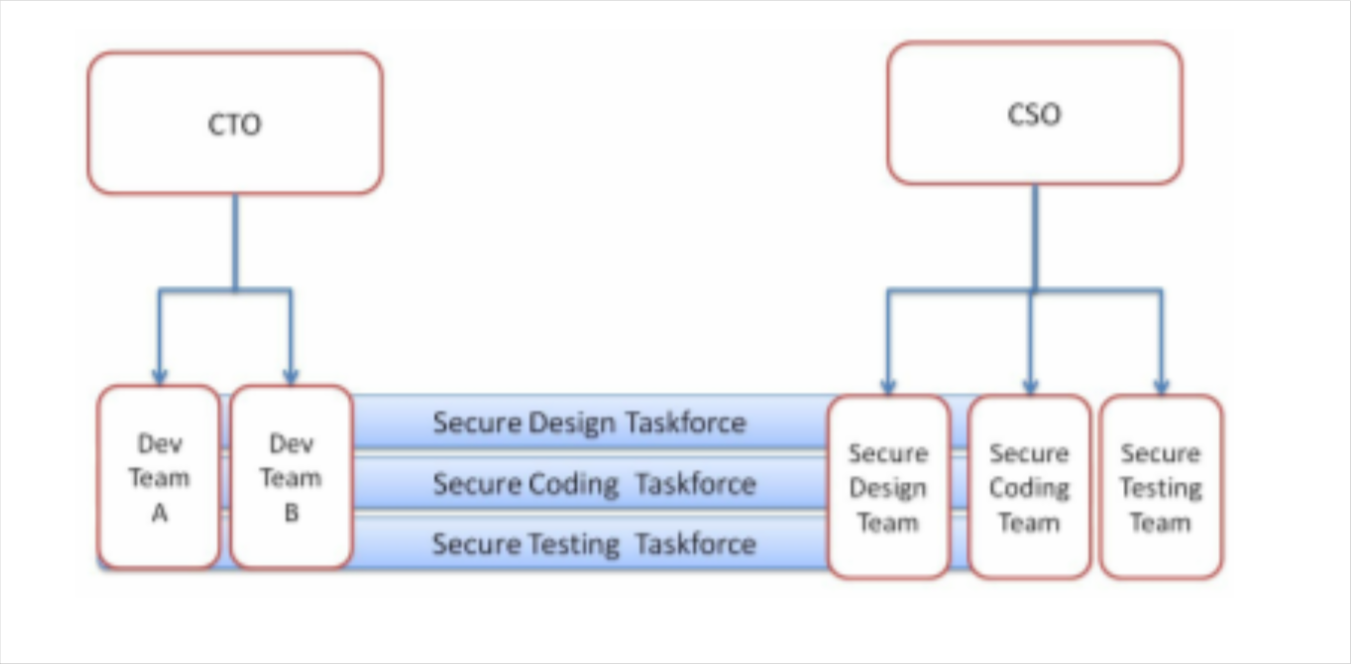 CTO
CSO
Dev
Team
A
Dev
Team
B
Secure Design Taskforce
Secure Coding Taskforce
Secure Testing Taskforce
Secure
Design
Team
Secure
Coding
Team
Secure
Testing
Team